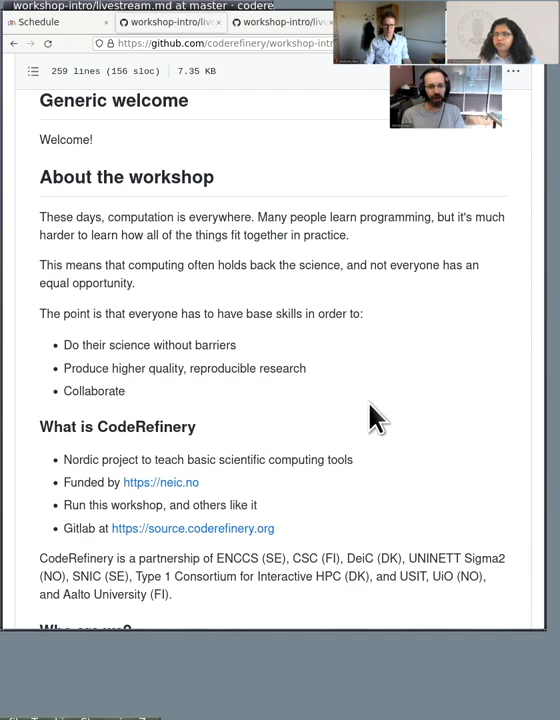 workshop-intro/livestream.md at master · codere
Schedule
workshop-intro/live
workshop-intro/live
https://github.com/coderefinery/workshop-intr
259 lines (156 sloc)
7.35 KB
Generic welcome
Welcome!
About the workshop
These days, computation is everywhere. Many people learn programming, but it's much
harder to learn how all of the things fit together in practice.
This means that computing often holds back the science, and not everyone has an
equal opportunity.
The point is that everyone has to have base skills in order to:
• Do their science without barriers
• Produce higher quality, reproducible research
• Collaborate
What is CodeRefinery
• Nordic project to teach basic scientific computing tools
• Funded by https://neic.no
• Run this workshop, and others like it
• Gitlab at https://source.coderefinery.org
CodeRefinery is a partnership of ENCCS (SE), CSC (FI), DeiC (DK), UNINETT Sigma2
(NO), SNIC (SE), Type 1 Consortium for Interactive HPC (DK), and USIT, UiO (NO),
and Aalto University (FI).
Who are we?